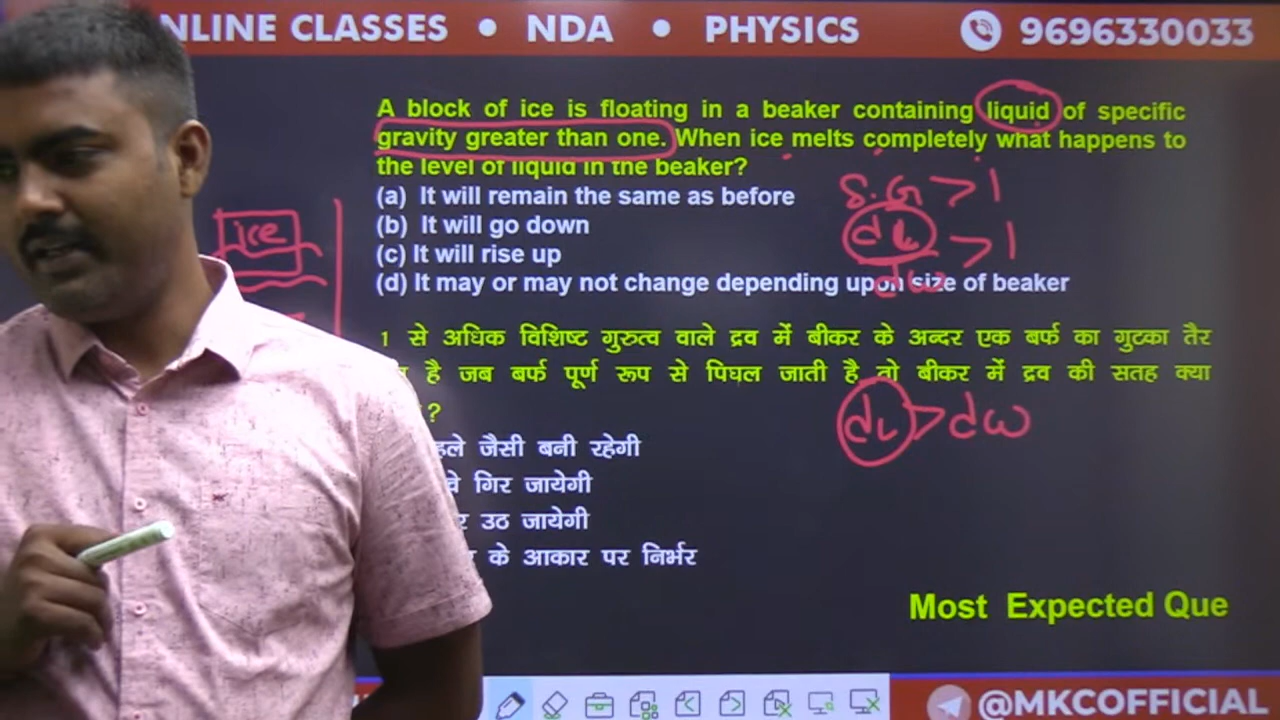 NLINE CLASSES • NDA • PHYSICS 9696330033
A block of ice is floating in a beaker containing liquid of specific
gravity greater than one. When ice melts completely what happens to
the level of liquid in the beaker?
(a) It will remain the same as before
(b) It will go down
(c) It will rise up
(d) It may or may not change depending upon size of beaker
S.G > 1
dL
dw
> 1
ice
1 से अधिक विशिष्ट गुरुत्व वाले द्रव में बीकर के अन्दर एक बर्फ का गुटका तैर
है जब बर्फ पूर्ण रूप से पिघल जाती है तो बीकर में द्रव की सतह क्या
?
हले जैसी बनी रहेगी
चे गिर जायेगी
र उठ जायेगी
के आकार पर निर्भर
dL > dw
Most Expected Que
@MKCOFFICIAL